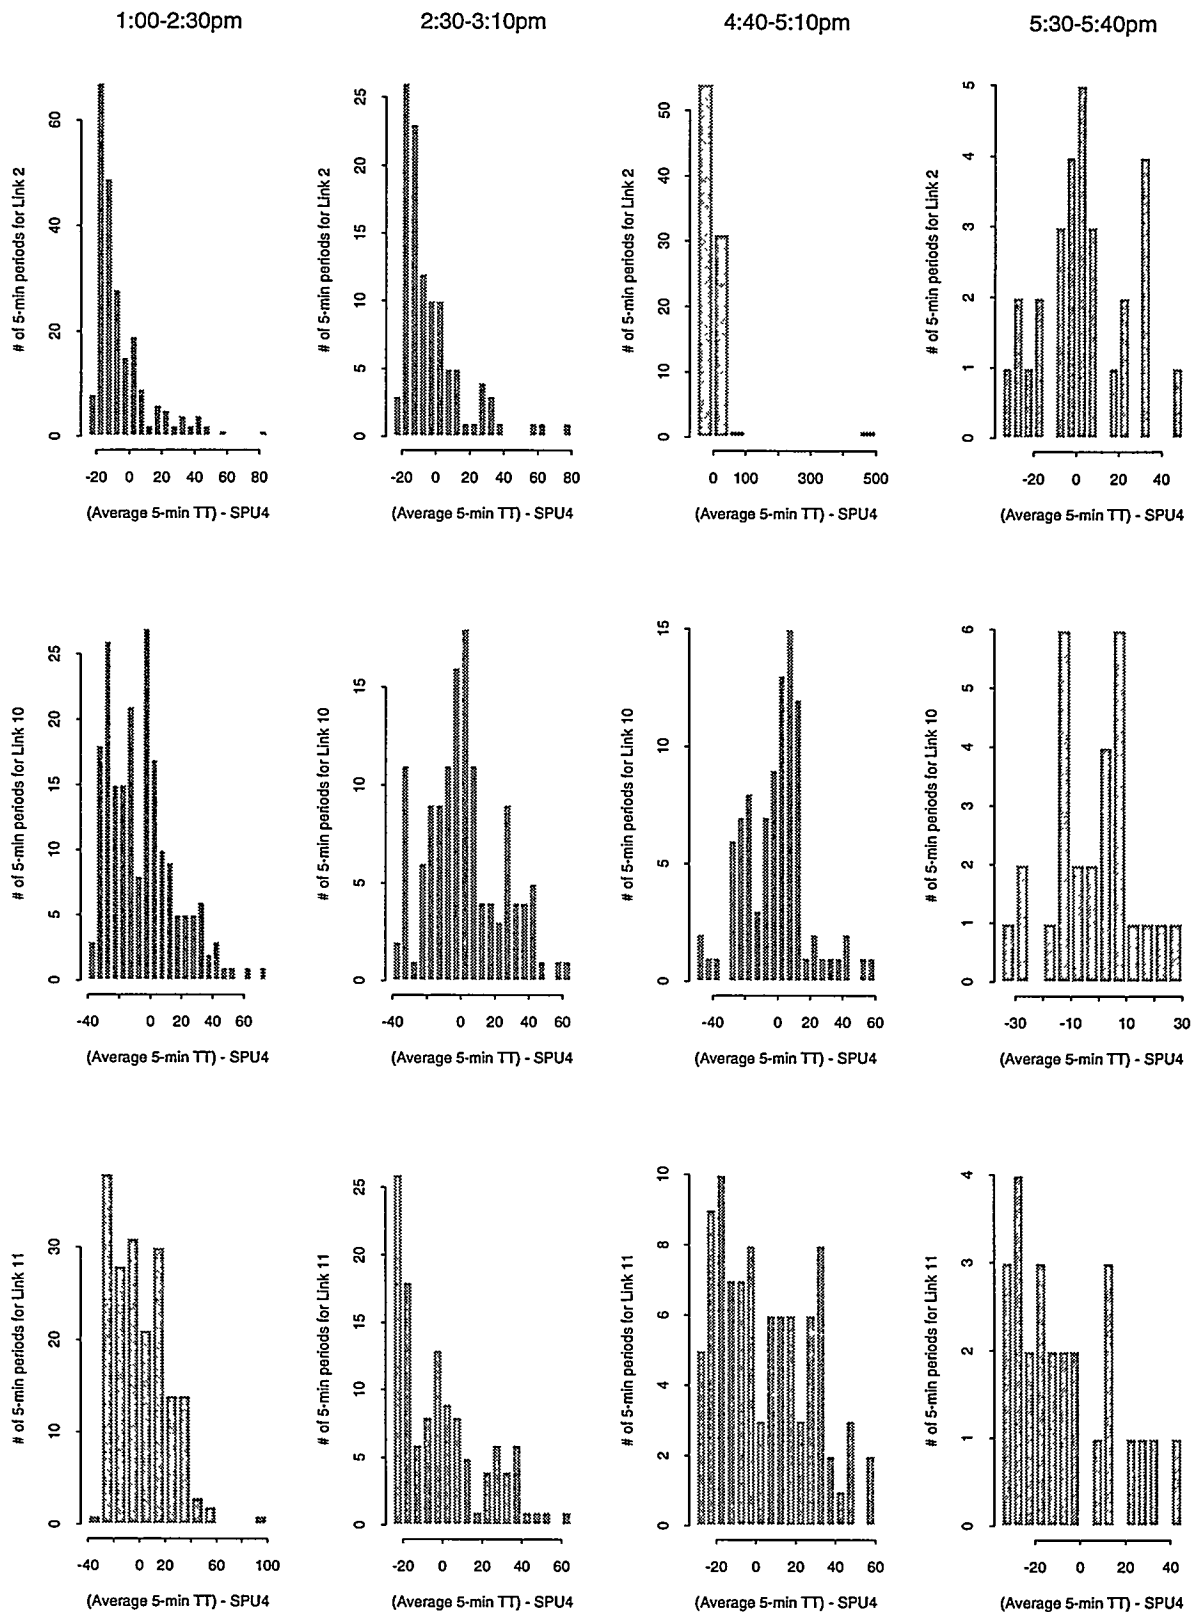 1:00-2:30pm 2:30-3:10pm 4:40-5:10pm 5:30-5:40pm
# of 5-min periods for Link 2
0 20 40 60
-20 0 20 40 60 80
(Average 5-min TT) - SPU4
# of 5-min periods for Link 2
0 5 10 15 20 25
-20 0 20 40 60 80
(Average 5-min TT) - SPU4
# of 5-min periods for Link 2
0 10 20 30 40 50
0 100 300 500
(Average 5-min TT) - SPU4
# of 5-min periods for Link 2
0 1 2 3 4 5
-20 0 20 40
(Average 5-min TT) - SPU4
# of 5-min periods for Link 10
0 5 10 15 20 25
-40 0 20 40 60
(Average 5-min TT) - SPU4
# of 5-min periods for Link 10
0 5 10 15
-40 0 20 40 60
(Average 5-min TT) - SPU4
# of 5-min periods for Link 10
0 5 10 15
-40 0 20 40 60
(Average 5-min TT) - SPU4
# of 5-min periods for Link 10
0 1 2 3 4 5 6
-30 -10 10 30
(Average 5-min TT) - SPU4
# of 5-min periods for Link 11
0 10 20 30
-40 0 20 60 100
(Average 5-min TT) - SPU4
# of 5-min periods for Link 11
0 5 10 15 20 25
-20 0 20 40 60
(Average 5-min TT) - SPU4
# of 5-min periods for Link 11
0 2 4 6 8 10
-20 0 20 40 60
(Average 5-min TT) - SPU4
# of 5-min periods for Link 11
0 1 2 3 4
-20 0 20 40
(Average 5-min TT) - SPU4